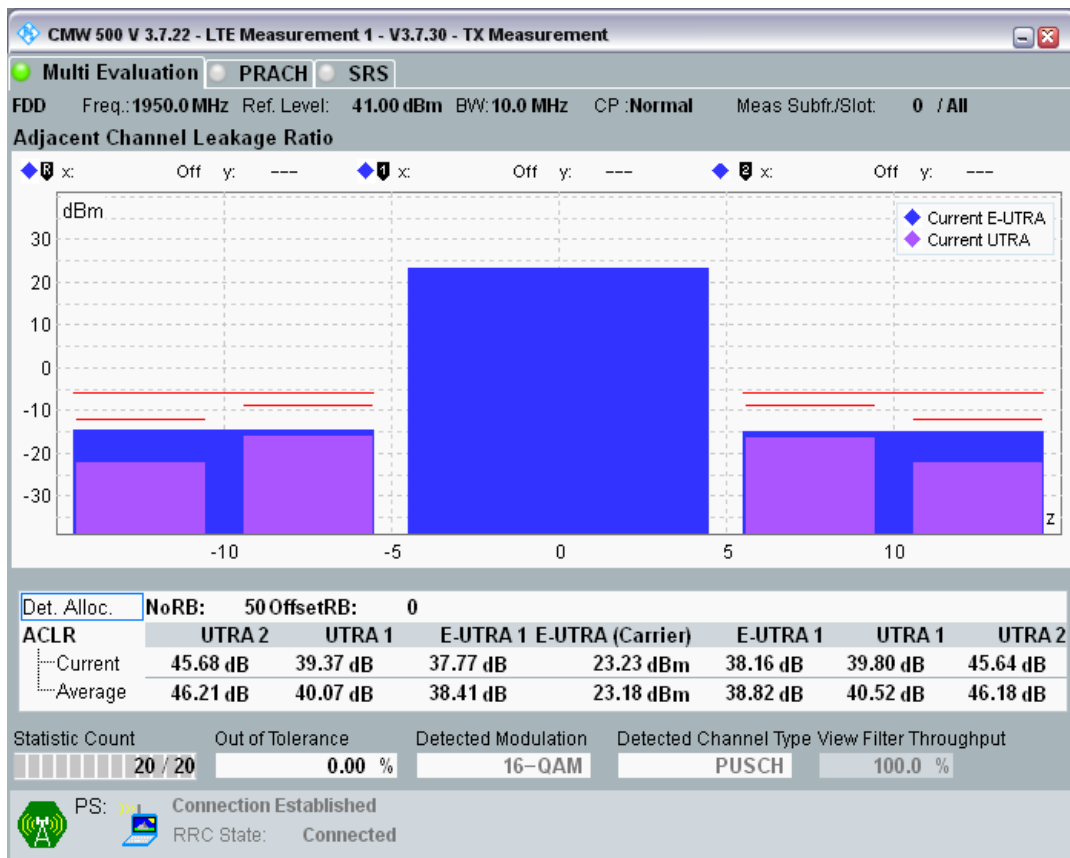 CMW 500 V 3.7.22 - LTE Measurement 1 - V3.7.30 - TX Measurement
Multi Evaluation PRACH SRS
FDD Freq.: 1950.0 MHz Ref. Level: 41.00 dBm BW: 10.0 MHz CP :Normal Meas Subfr./Slot: 0 / All
Adjacent Channel Leakage Ratio
R x: Off y: --- 1 x: Off y: --- 2 x: Off y: ---
dBm
Current E-UTRA
Current UTRA
30
20
10
0
-10
-20
-30
z
-10 -5 0 5 10
Det. Alloc. NoRB: 50 OffsetRB: 0
ACLR UTRA 2 UTRA 1 E-UTRA 1 E-UTRA (Carrier) E-UTRA 1 UTRA 1 UTRA 2
Current 45.68 dB 39.37 dB 37.77 dB 23.23 dBm 38.16 dB 39.80 dB 45.64 dB
Average 46.21 dB 40.07 dB 38.41 dB 23.18 dBm 38.82 dB 40.52 dB 46.18 dB
Statistic Count Out of Tolerance Detected Modulation Detected Channel Type View Filter Throughput
20 / 20 0.00 % 16-QAM PUSCH 100.0 %
PS: Connection Established
RRC State: Connected